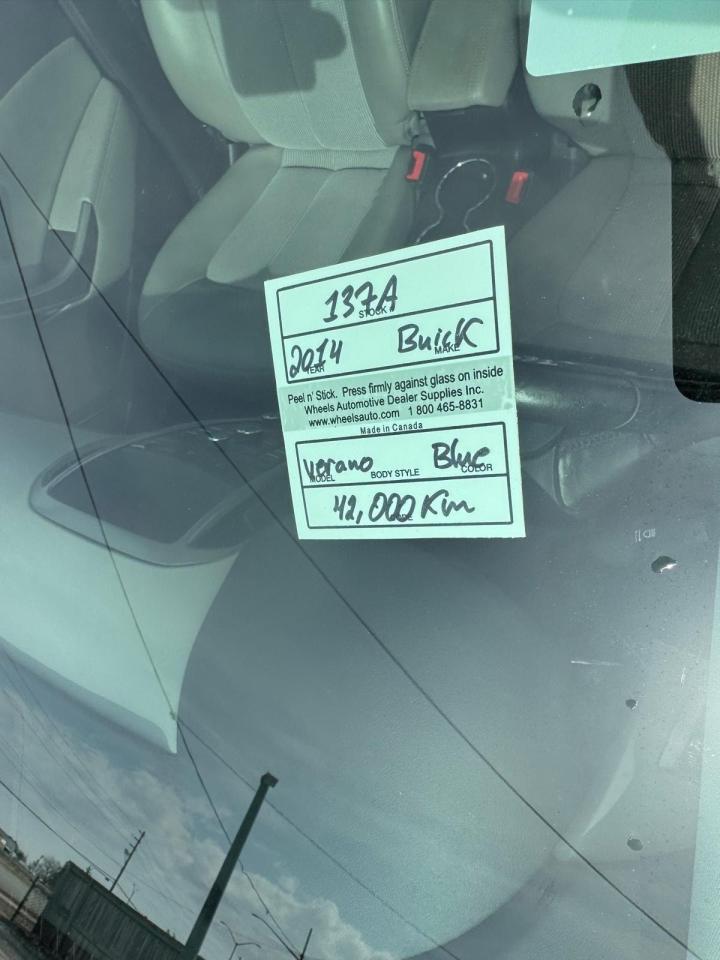 137A
STOCK
2014 Buick
YEAR MAKE
Peel n' Stick. Press firmly against glass on inside
Wheels Automotive Dealer Supplies Inc.
www.wheelsauto.com 1 800 465-8831
Made in Canada
Verano Blue
MODEL BODY STYLE COLOR
42,000 Km